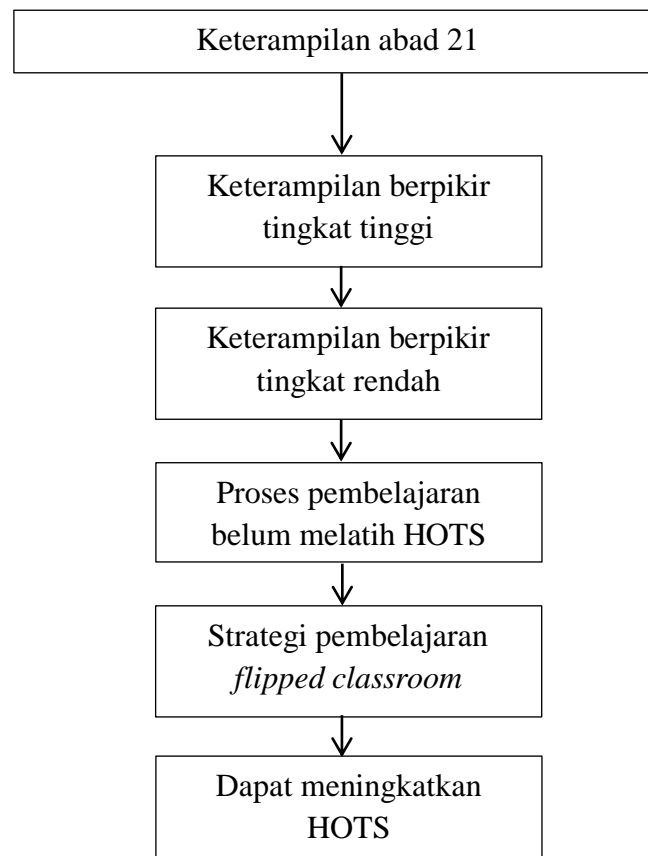 Keterampilan abad 21
Keterampilan berpikir
tingkat tinggi
Keterampilan berpikir
tingkat rendah
Proses pembelajaran
belum melatih HOTS
Strategi pembelajaran
flipped classroom
Dapat meningkatkan
HOTS